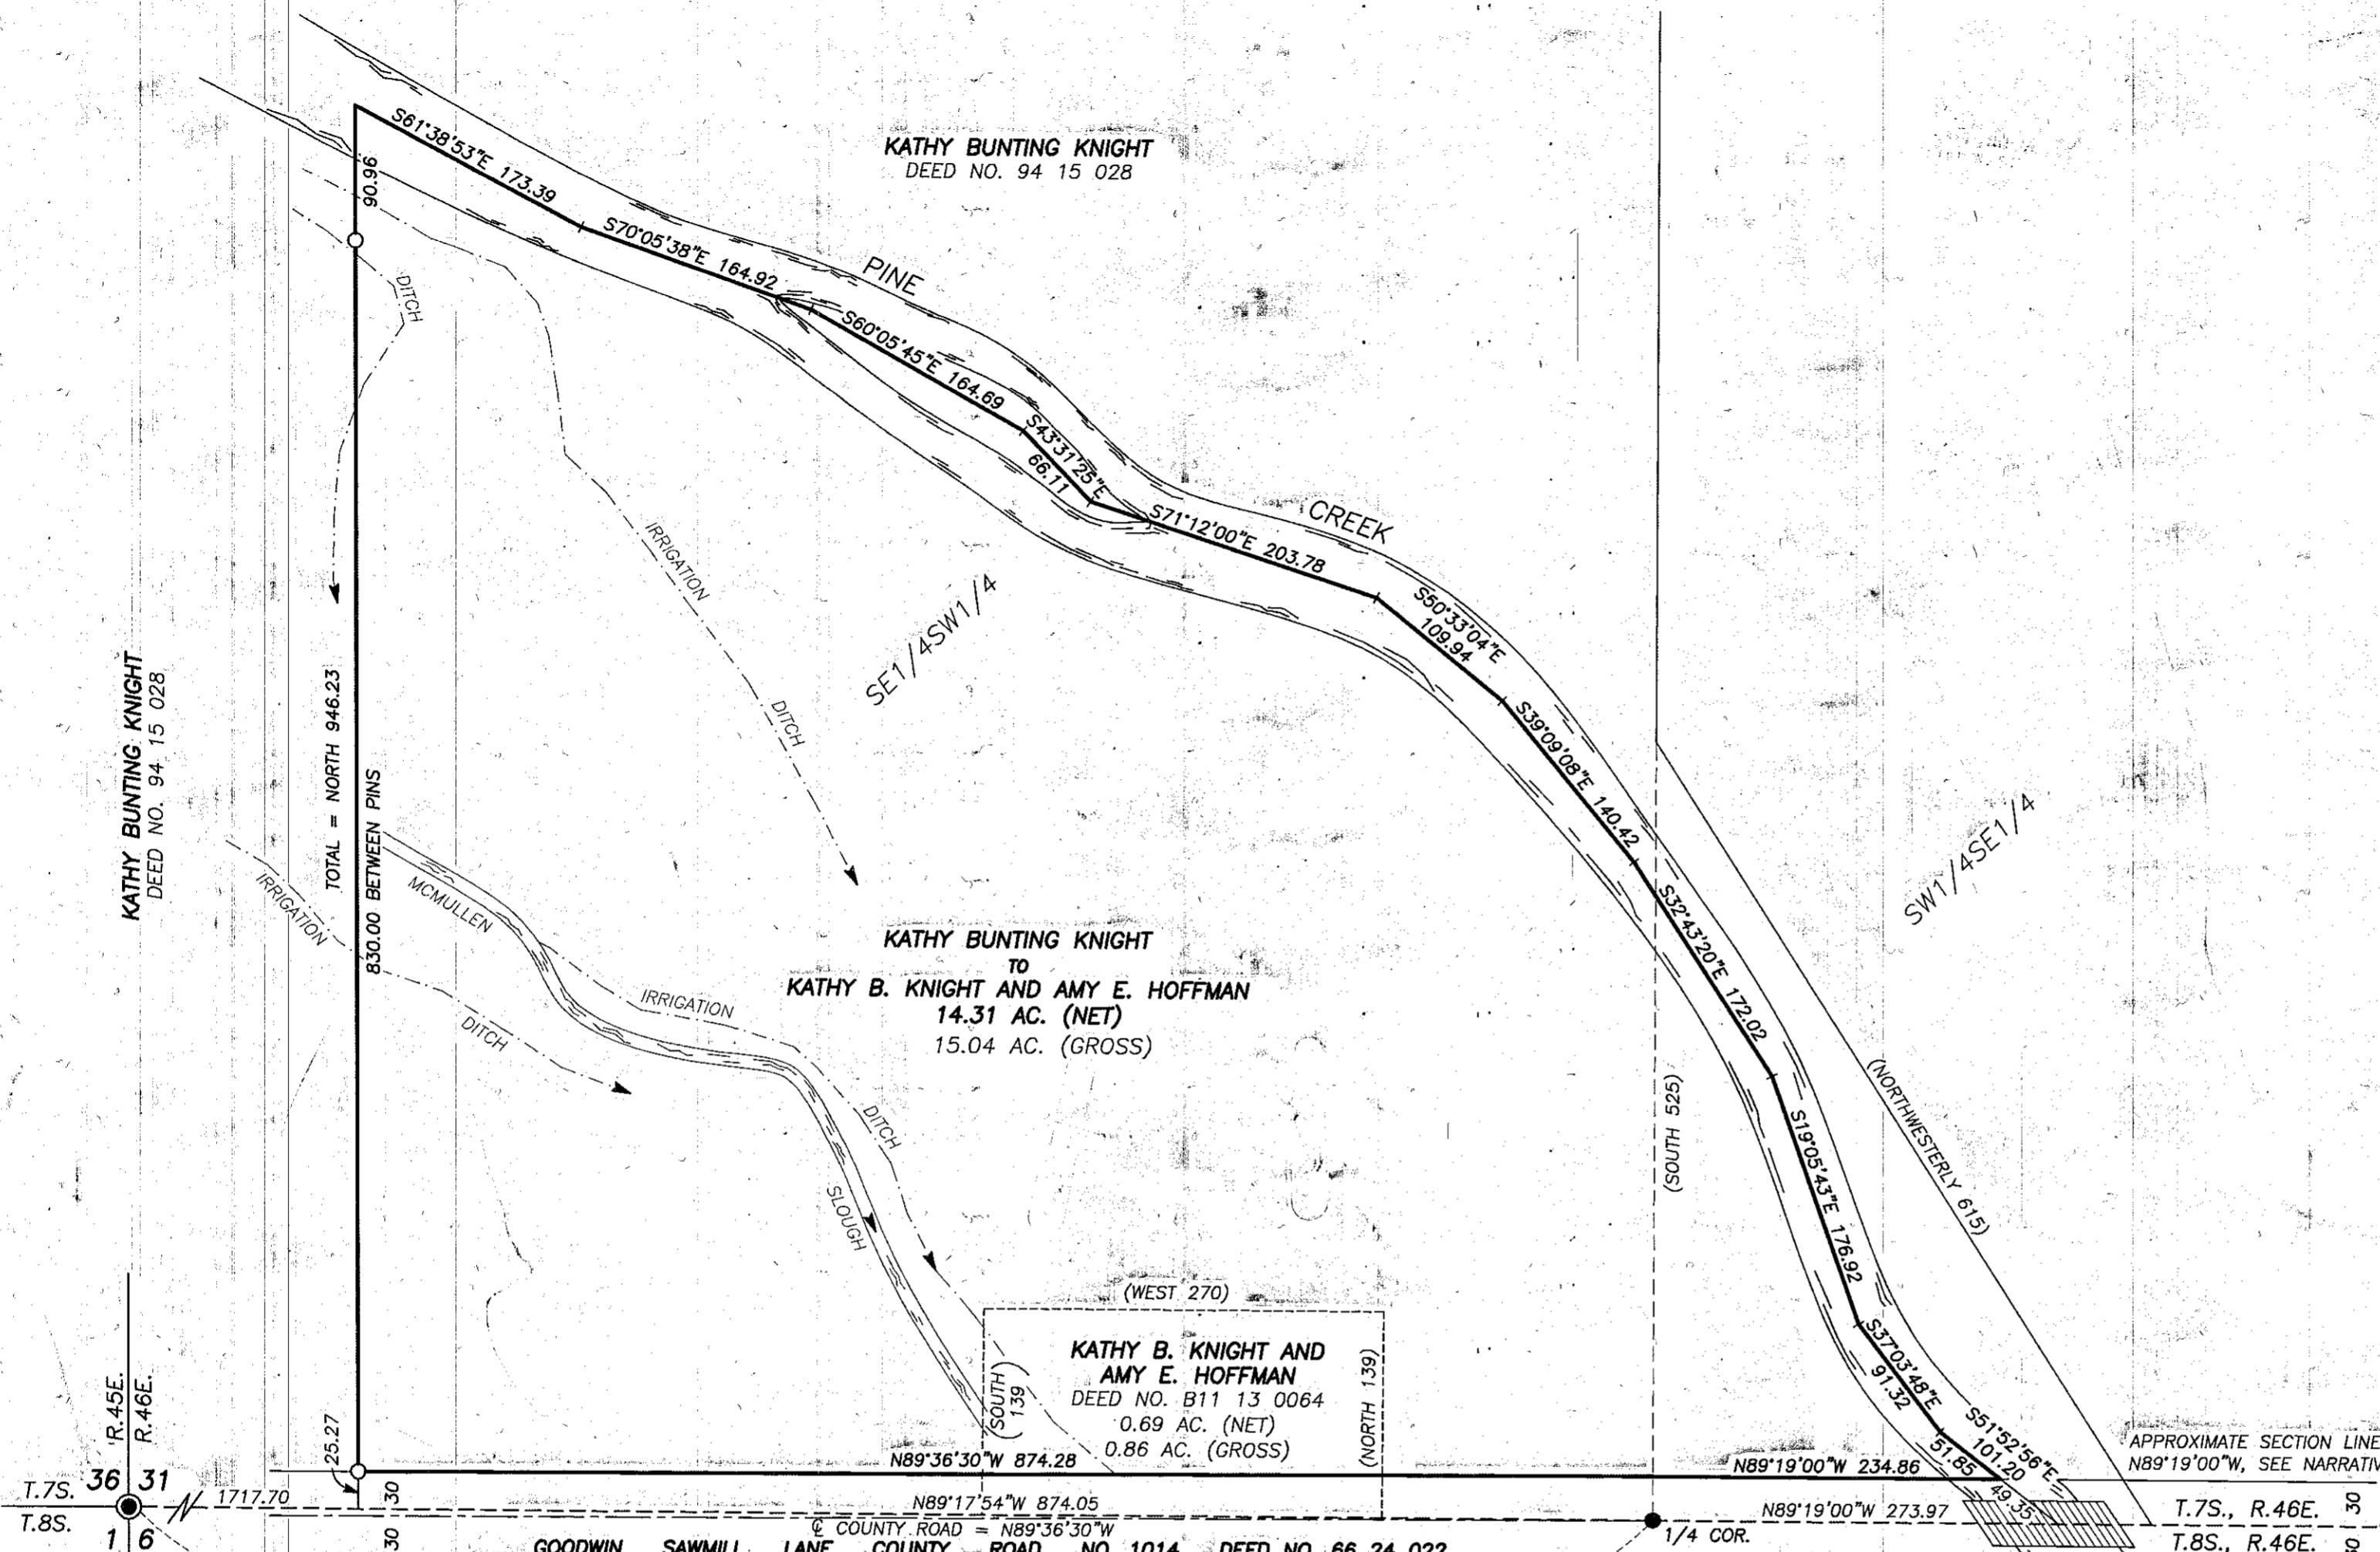 S61°38'53"E 173.39
90.96
KATHY BUNTING KNIGHT
DEED NO. 94 15 028
S70°05'38"E 164.92
PINE
DITCH
S60°05'45"E 164.69
S43°31'25"E
66.11
S71°12'00"E 203.78
CREEK
IRRIGATION
DITCH
SE1/4SW1/4
S50°33'04"E
109.94
S39°09'08"E 140.42
KATHY BUNTING KNIGHT
DEED NO. 94 15 028
TOTAL = NORTH 946.23
830.00 BETWEEN PINS
IRRIGATION
MCMULLEN
DITCH
IRRIGATION
DITCH
SLOUGH
KATHY BUNTING KNIGHT
TO
KATHY B. KNIGHT AND AMY E. HOFFMAN
14.31 AC. (NET)
15.04 AC. (GROSS)
S32°43'20"E 172.02
SW1/4SE1/4
(SOUTH 525)
(NORTHWESTERLY 615)
S19°05'43"E 176.92
(WEST 270)
KATHY B. KNIGHT AND
AMY E. HOFFMAN
DEED NO. B11 13 0064
0.69 AC. (NET)
0.86 AC. (GROSS)
(SOUTH
139)
(NORTH 139)
S37°03'48"E
91.32
S51°52'56"E
101.20
51.85
49.35
R.45E.
R.46E.
25.27
36 31
T.7S.
T.8S.
1 6
1717.70
30
30
N89°36'30"W 874.28
N89°19'00"W 234.86
APPROXIMATE SECTION LINE
N89°19'00"W, SEE NARRATIV
N89°17'54"W 874.05
N89°19'00"W 273.97
℄ COUNTY ROAD = N89°36'30"W
1/4 COR.
T.7S., R.46E.
T.8S., R.46E.
30
GOODWIN SAWMILL LANE COUNTY ROAD NO. 1014 DEED NO. 66 24 022